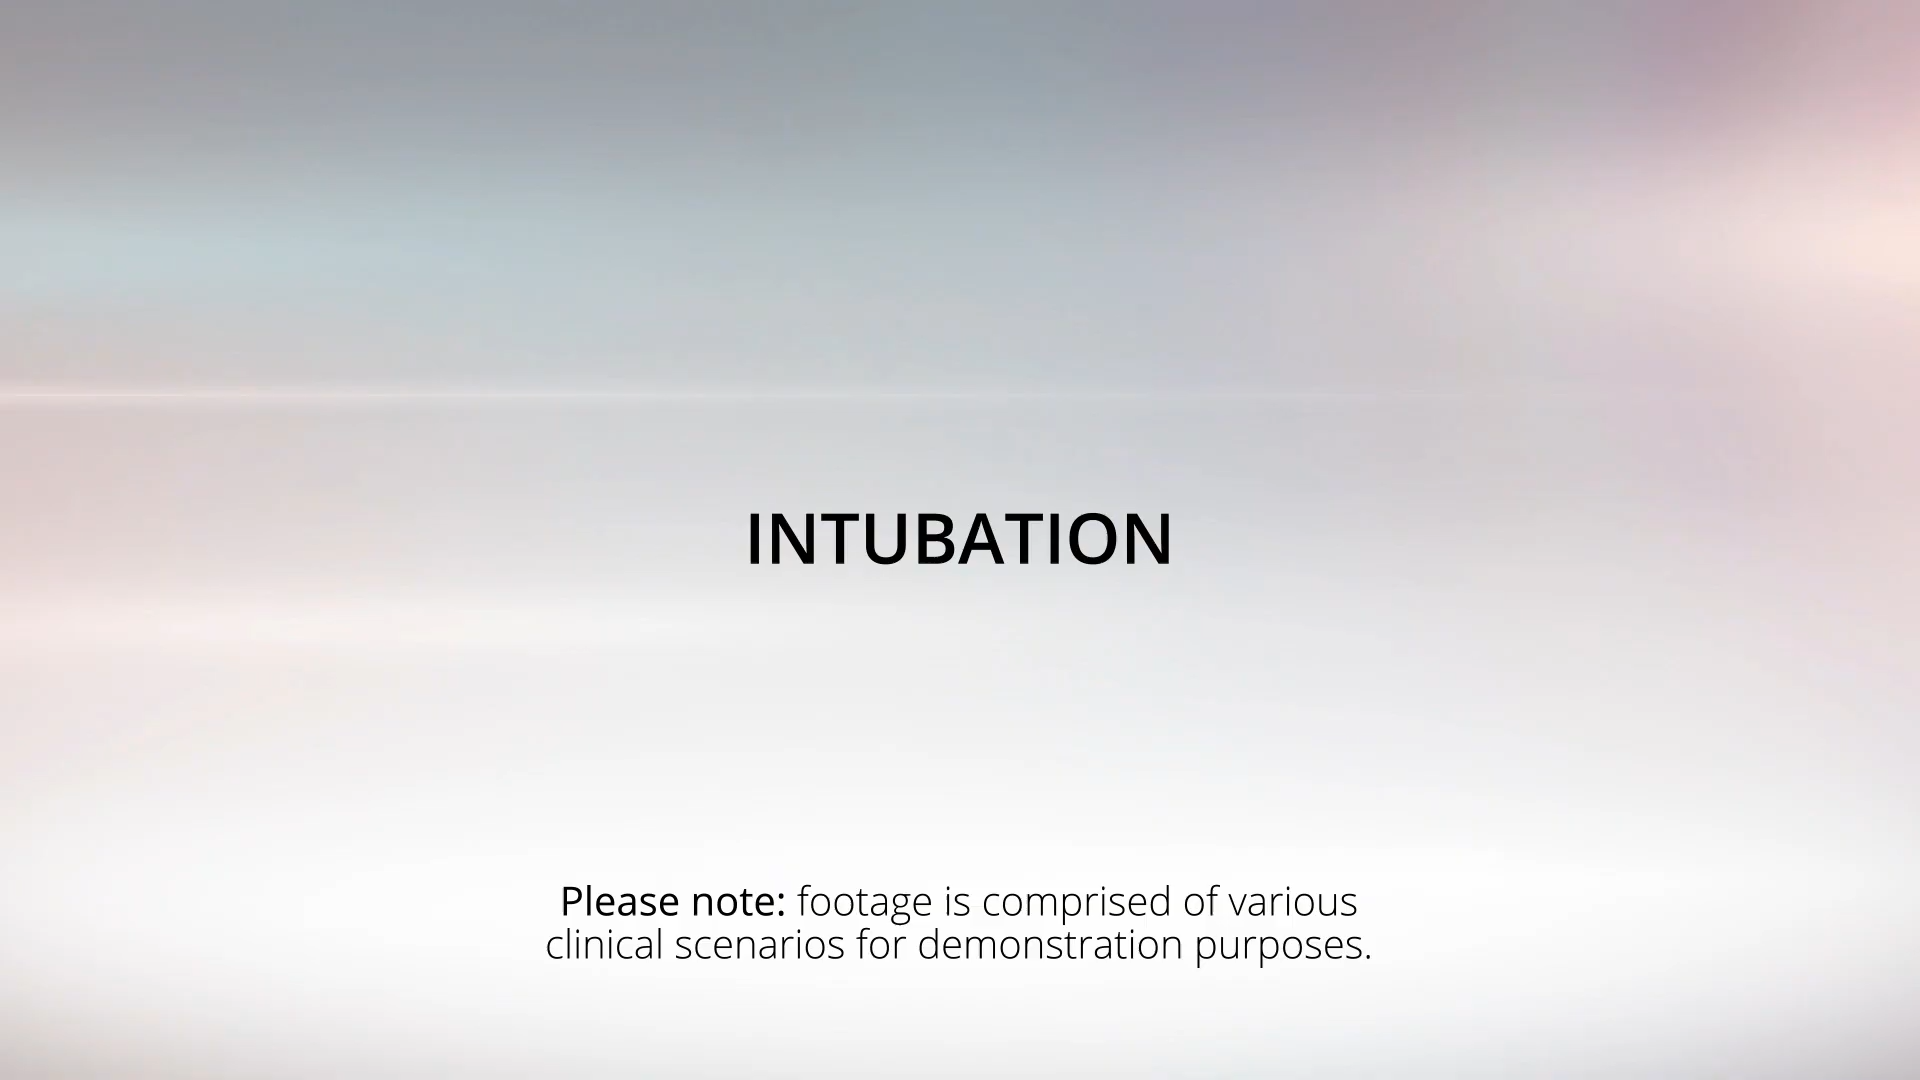 INTUBATION
Please note: footage is comprised of various
clinical scenarios for demonstration purposes.